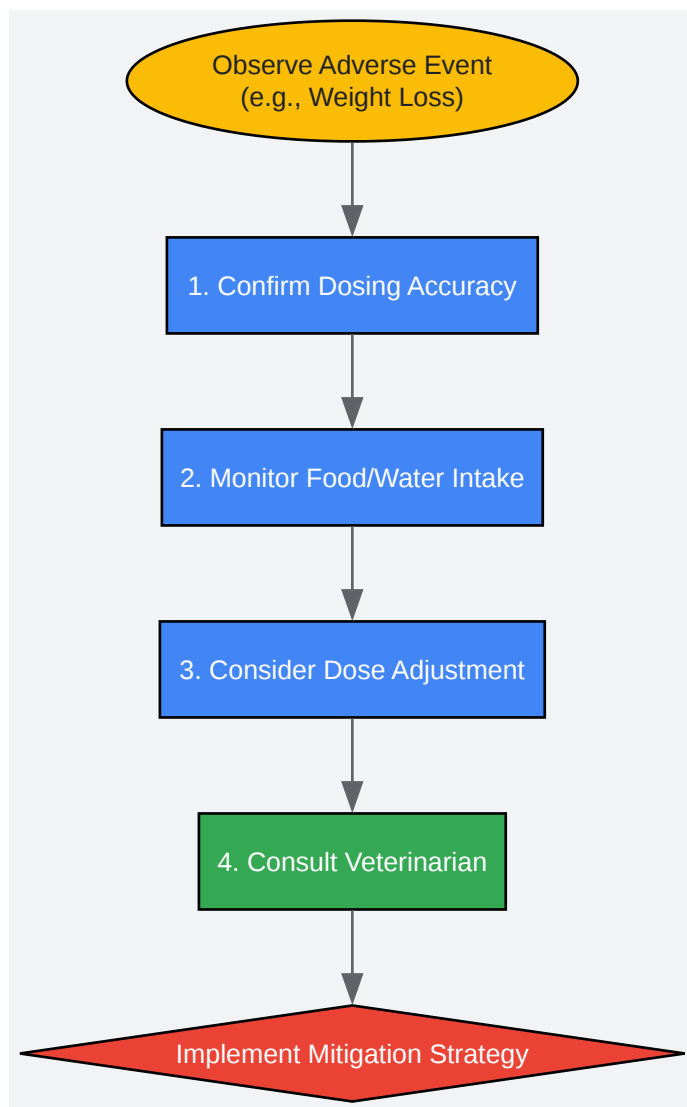 Observe Adverse Event
(e.g., Weight Loss)
1. Confirm Dosing Accuracy
2. Monitor Food/Water Intake
3. Consider Dose Adjustment
4. Consult Veterinarian
Implement Mitigation Strategy